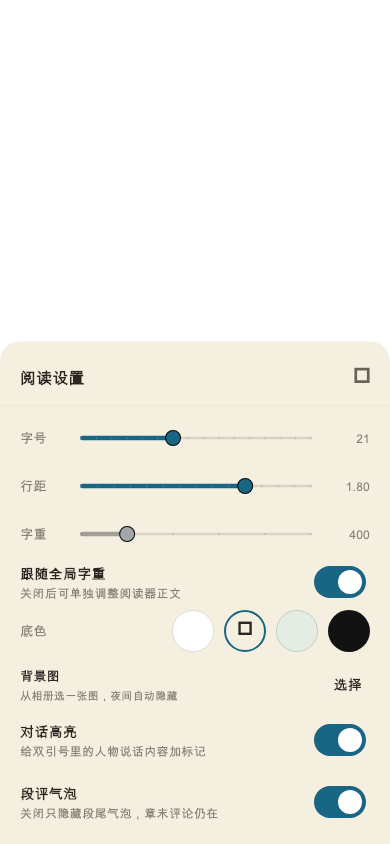 阅读设置
字号 21
行距 1.80
字重 400
跟随全局字重
关闭后可单独调整阅读器正文
底色
背景图
从相册选一张图，夜间自动隐藏
选择
对话高亮
给双引号里的人物说话内容加标记
段评气泡
关闭只隐藏段尾气泡，章末评论仍在